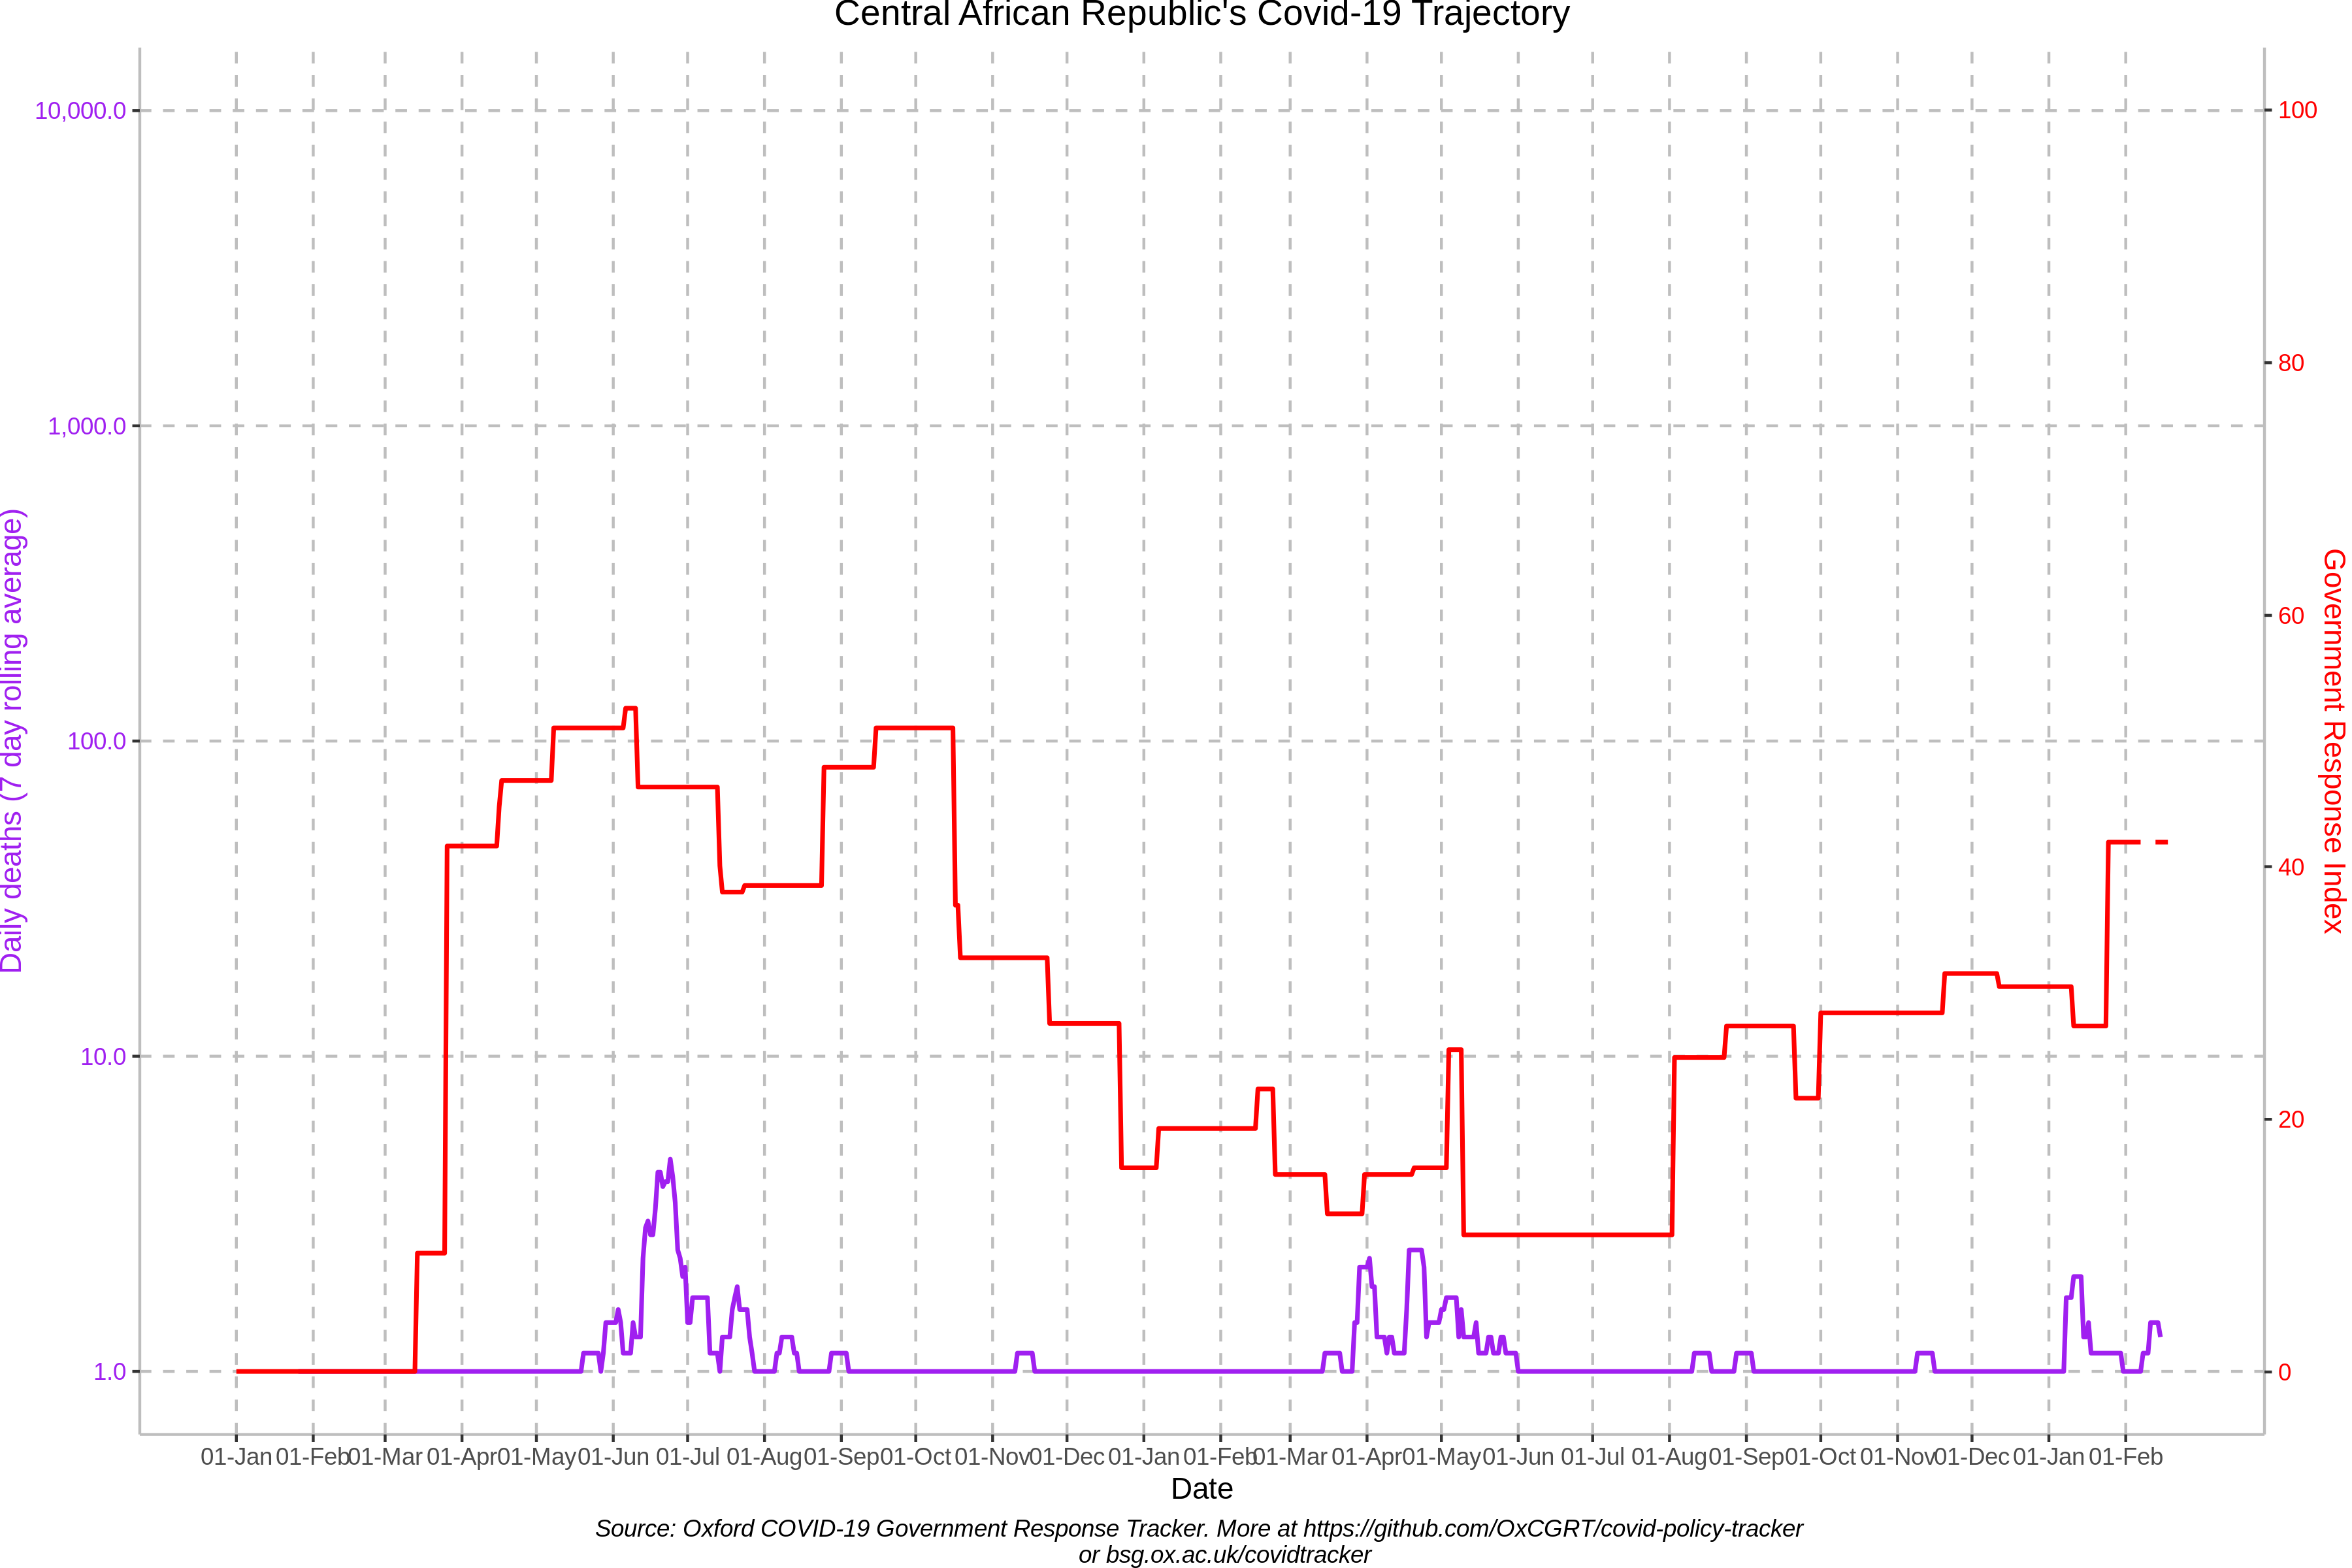 Central African Republic's Covid-19 Trajectory
10,000.0
1,000.0
100.0
10.0
1.0
Daily deaths (7 day rolling average)
100
80
60
40
20
0
Government Response Index
01-Jan 01-Feb 01-Mar 01-Apr 01-May 01-Jun 01-Jul 01-Aug 01-Sep 01-Oct 01-Nov 01-Dec 01-Jan 01-Feb 01-Mar 01-Apr 01-May 01-Jun 01-Jul 01-Aug 01-Sep 01-Oct 01-Nov 01-Dec 01-Jan 01-Feb
Date
Source: Oxford COVID-19 Government Response Tracker. More at https://github.com/OxCGRT/covid-policy-tracker
or bsg.ox.ac.uk/covidtracker